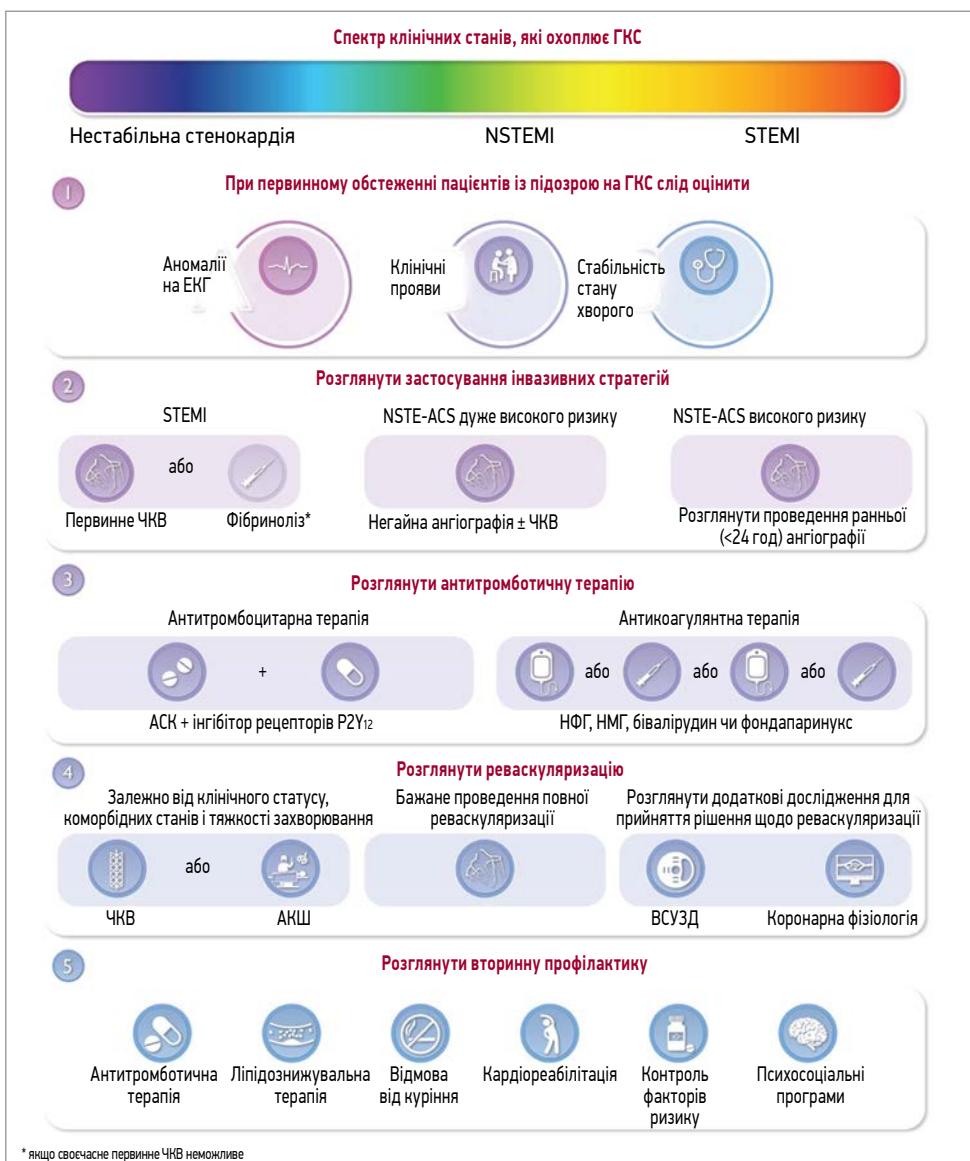 Спектр клінічних станів, які охоплює ГКС
Нестабільна стенокардія
NSTEMI
STEMI
1
При первинному обстеженні пацієнтів із підозрою на ГКС слід оцінити
Аномалії
на ЕКГ
Клінічні
прояви
Стабільність
стану
хворого
2
Розглянути застосування інвазивних стратегій
STEMI
або
Первинне ЧКВ
Фібриноліз*
NSTE-ACS дуже високого ризику
Негайна ангіографія ± ЧКВ
NSTE-ACS високого ризику
Розглянути проведення ранньої
(<24 год) ангіографії
3
Розглянути антитромботичну терапію
Антитромбоцитарна терапія
+
АСК + інгібітор рецепторів P2Y12
Антикоагулянтна терапія
або або або
НФГ, НМГ, бівалірудин чи фондапаринукс
4
Розглянути реваскуляризацію
Залежно від клінічного статусу,
коморбідних станів і тяжкості захворювання
або
ЧКВ
АКШ
Бажане проведення повної
реваскуляризації
Розглянути додаткові дослідження для
прийняття рішення щодо реваскуляризації
ВСУЗД
Коронарна фізіологія
5
Розглянути вторинну профілактику
Антитромботична
терапія
Ліпідознижувальна
терапія
Відмова
від куріння
Кардіореабілітація
Контроль
факторів
ризику
Психосоціальні
програми
* якщо своєчасне первинне ЧКВ неможливе